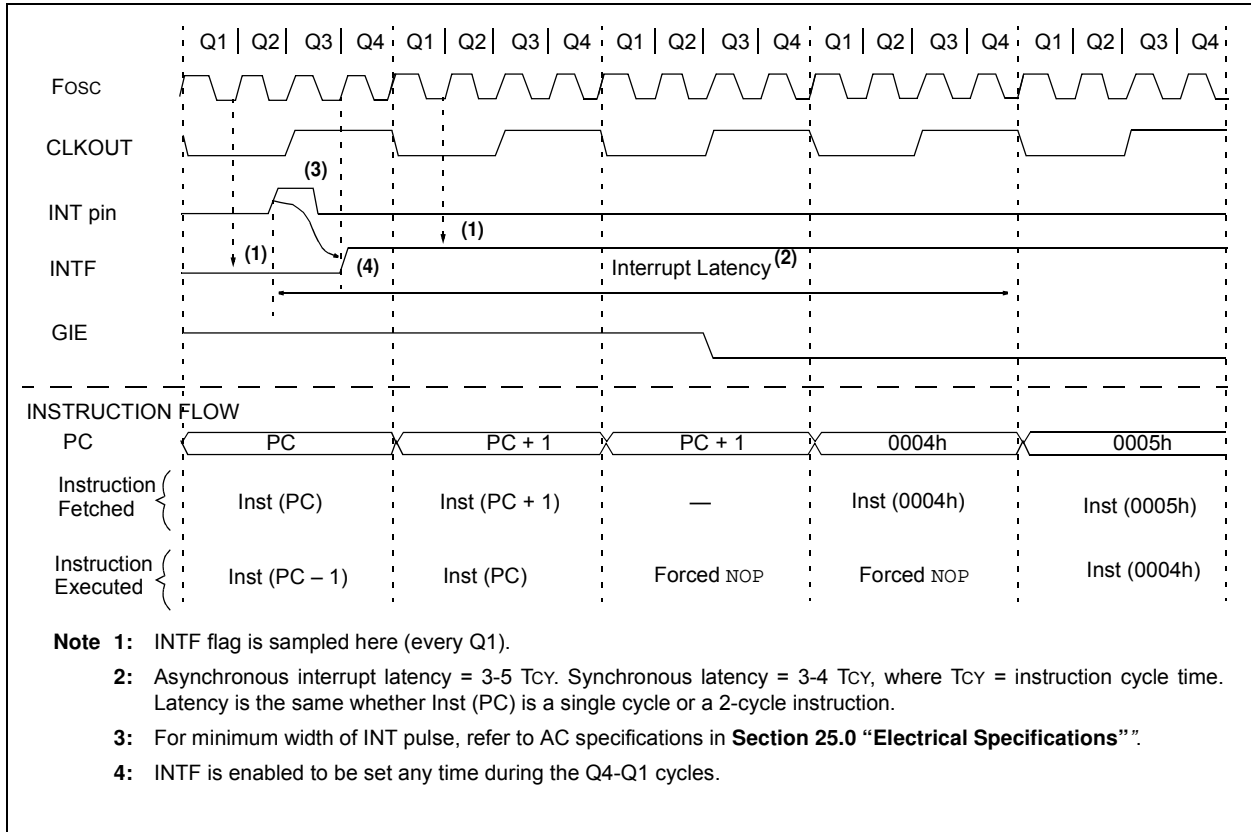 Q1 | Q2 | Q3 | Q4 Q1 | Q2 | Q3 | Q4 Q1 | Q2 | Q3 | Q4 Q1 | Q2 | Q3 | Q4 Q1 | Q2 | Q3 | Q4
FOSC
CLKOUT
(3)
INT pin
(1) (1)
INTF (4) Interrupt Latency(2)
GIE
INSTRUCTION FLOW
PC PC PC + 1 PC + 1 0004h 0005h
Instruction Fetched Inst (PC) Inst (PC + 1) — Inst (0004h) Inst (0005h)
Instruction Executed Inst (PC – 1) Inst (PC) Forced NOP Forced NOP Inst (0004h)
Note 1: INTF flag is sampled here (every Q1).
2: Asynchronous interrupt latency = 3-5 TCY. Synchronous latency = 3-4 TCY, where TCY = instruction cycle time.
Latency is the same whether Inst (PC) is a single cycle or a 2-cycle instruction.
3: For minimum width of INT pulse, refer to AC specifications in Section 25.0 “Electrical Specifications””.
4: INTF is enabled to be set any time during the Q4-Q1 cycles.